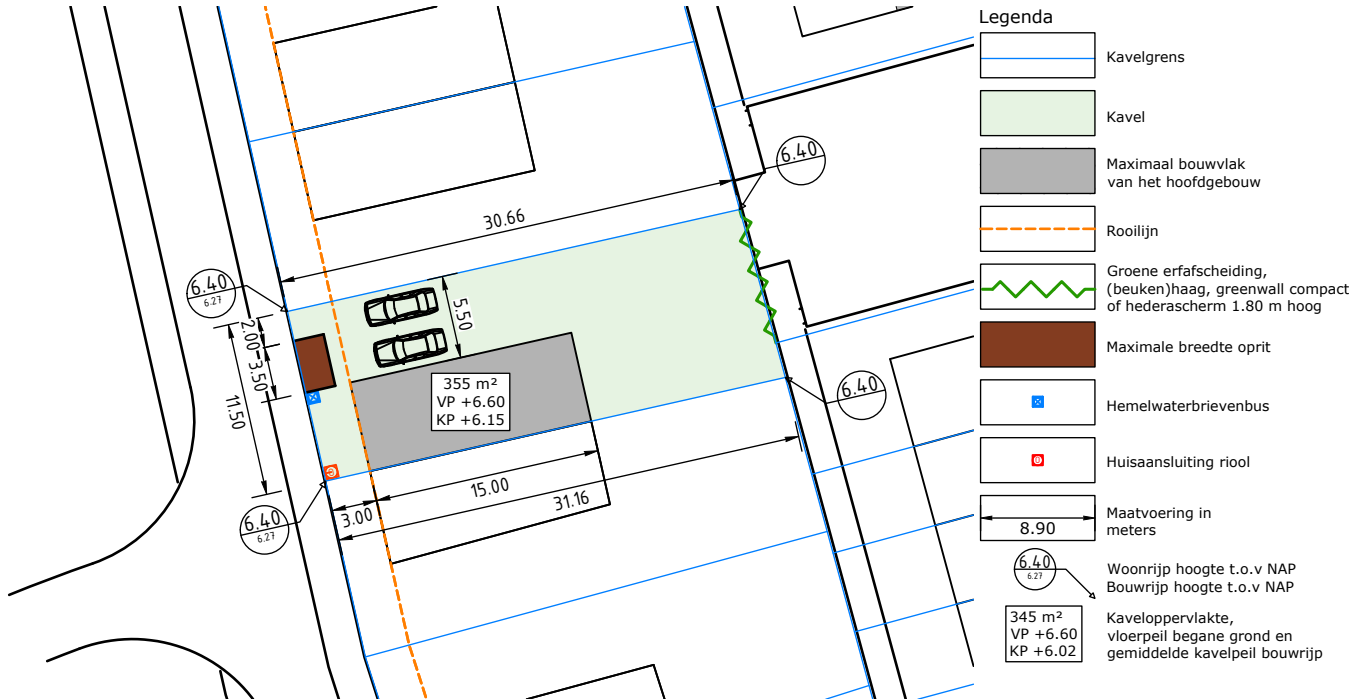 6.40
30.66
6.40
6.27
5.50
2.00
3.50
11.50
355 m²
VP +6.60
KP +6.15
6.40
15.00
31.16
3.00
6.40
6.27
Legenda
Kavelgrens
Kavel
Maximaal bouwvlak
van het hoofdgebouw
Rooilijn
Groene erfafscheiding,
(beuken)haag, greenwall compact
of hederascherm 1.80 m hoog
Maximale breedte oprit
Hemelwaterbrievenbus
Huisaansluiting riool
8.90
Maatvoering in
meters
6.40
6.27
Woonrijp hoogte t.o.v NAP
Bouwrijp hoogte t.o.v NAP
345 m²
VP +6.60
KP +6.02
Kaveloppervlakte,
vloerpeil begane grond en
gemiddelde kavelpeil bouwrijp